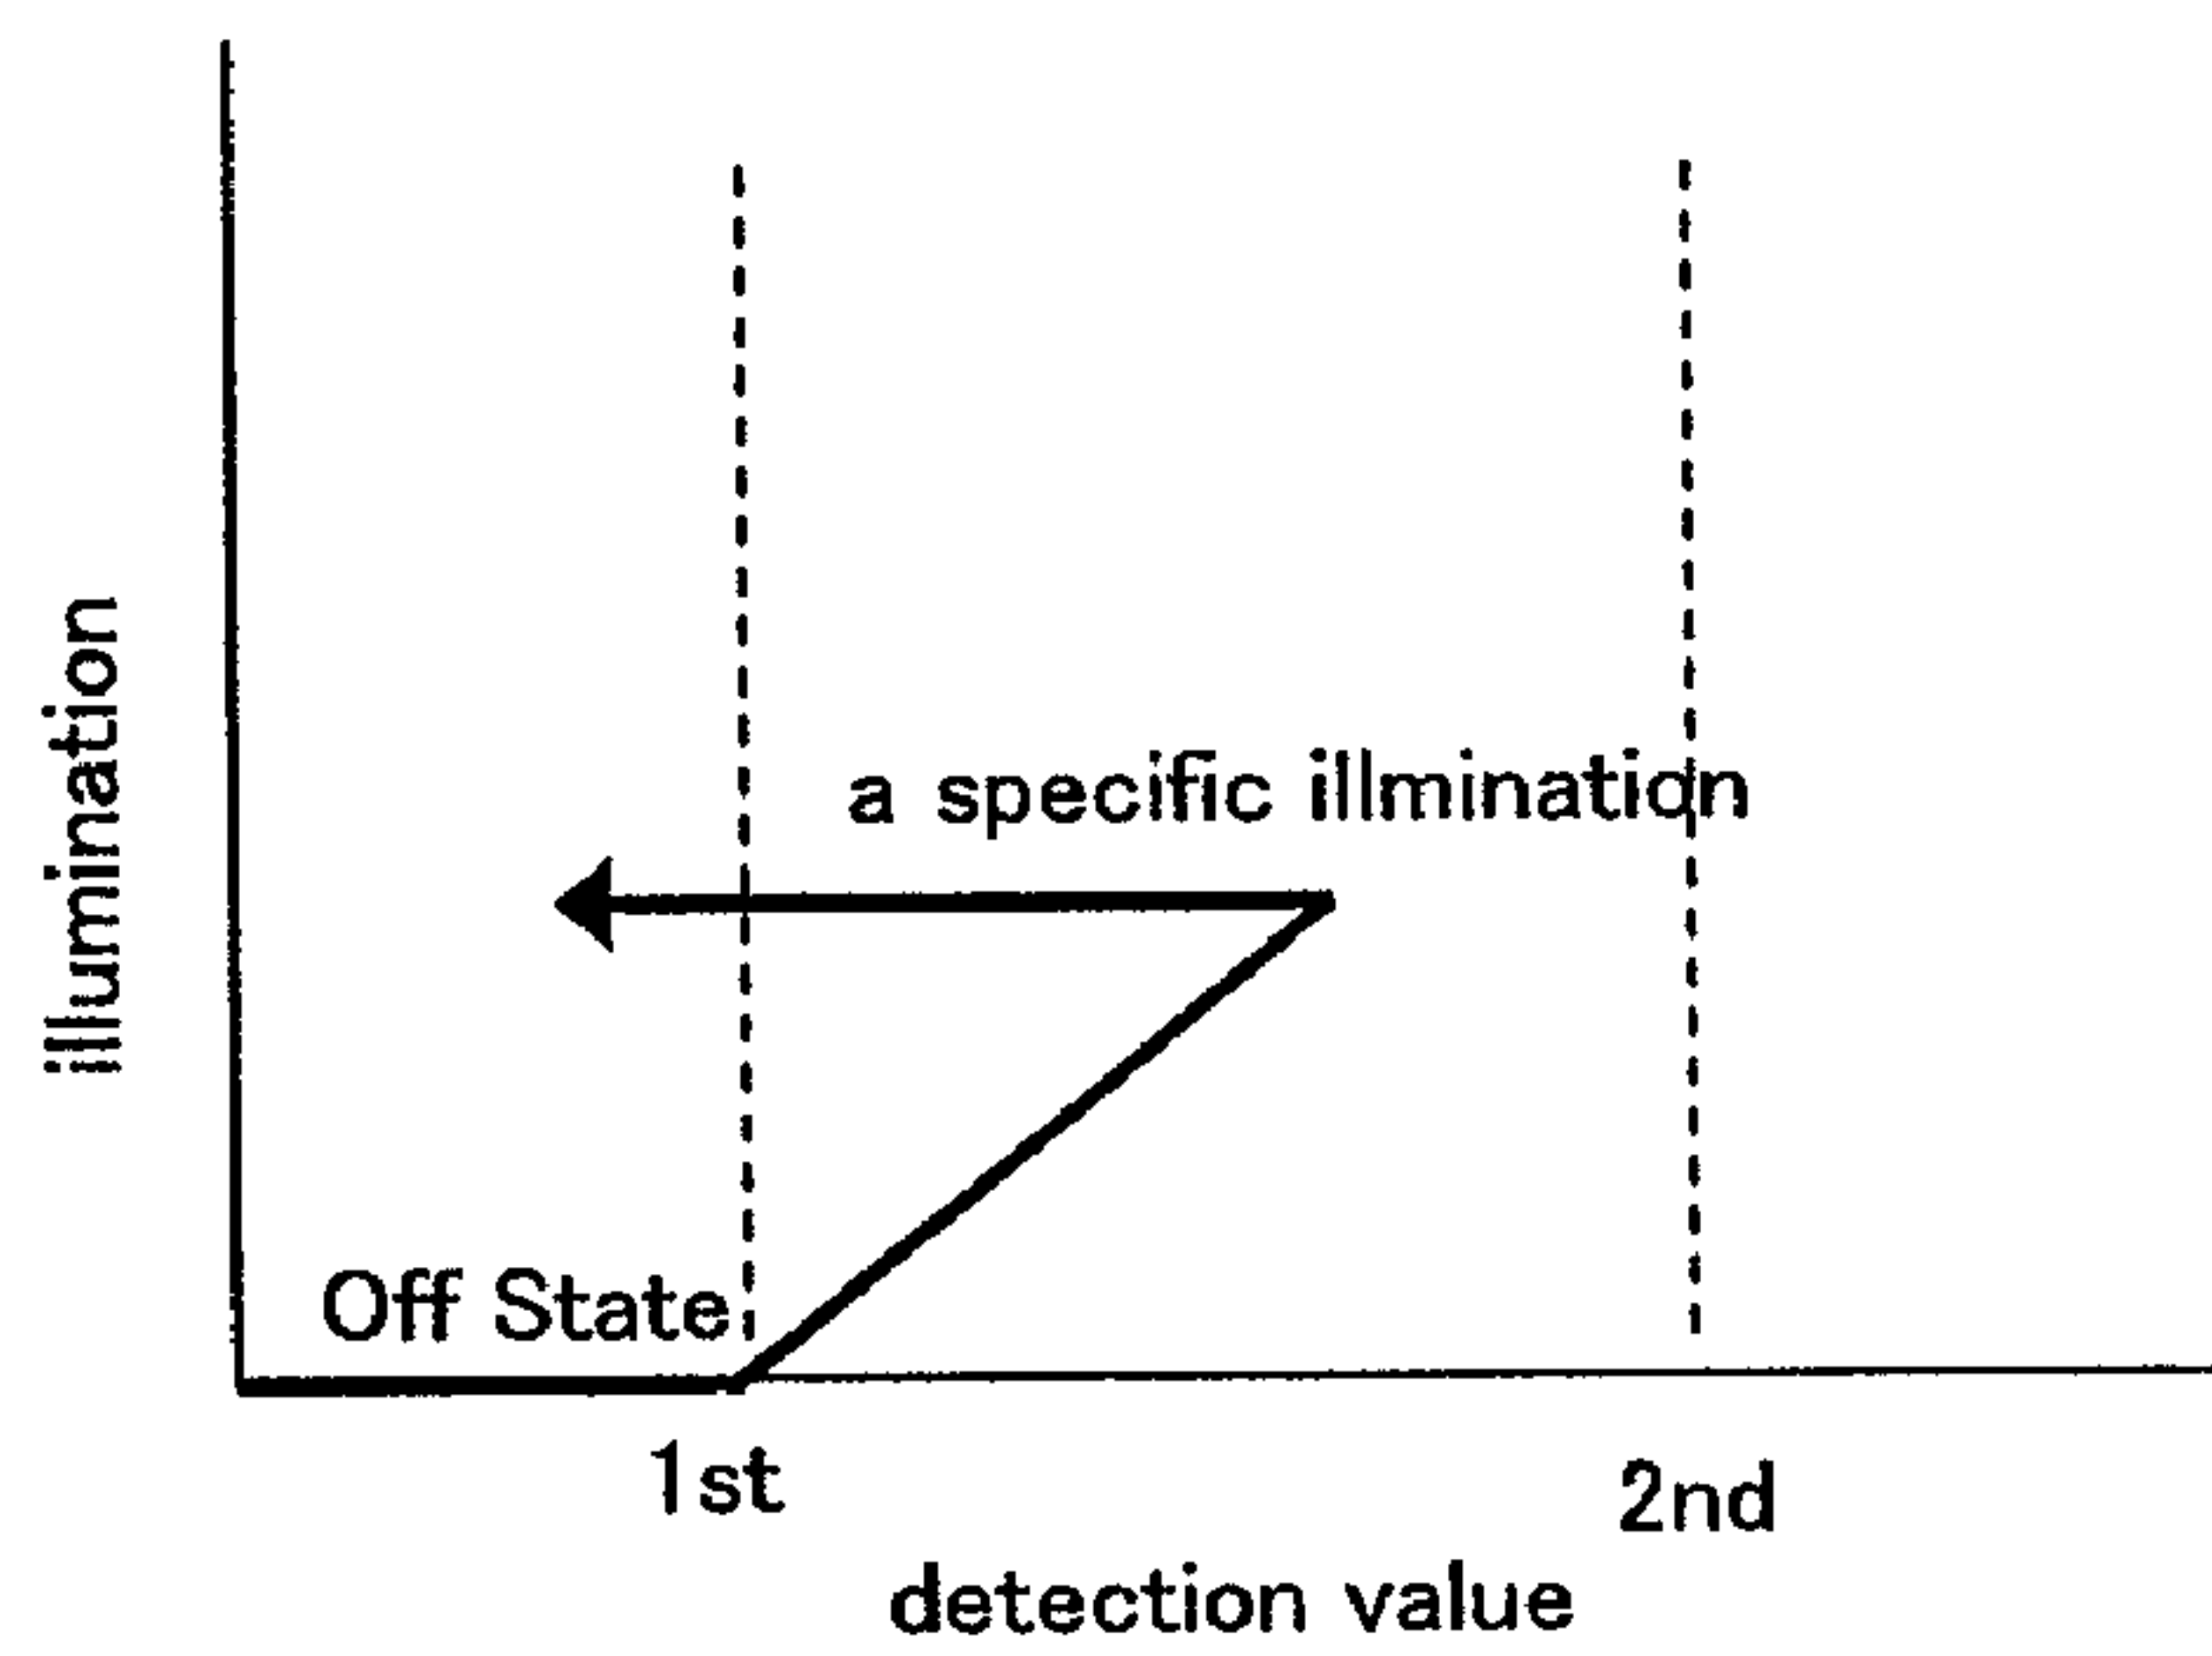 illumination
a specific illmination
Off State
1st
2nd
detection value